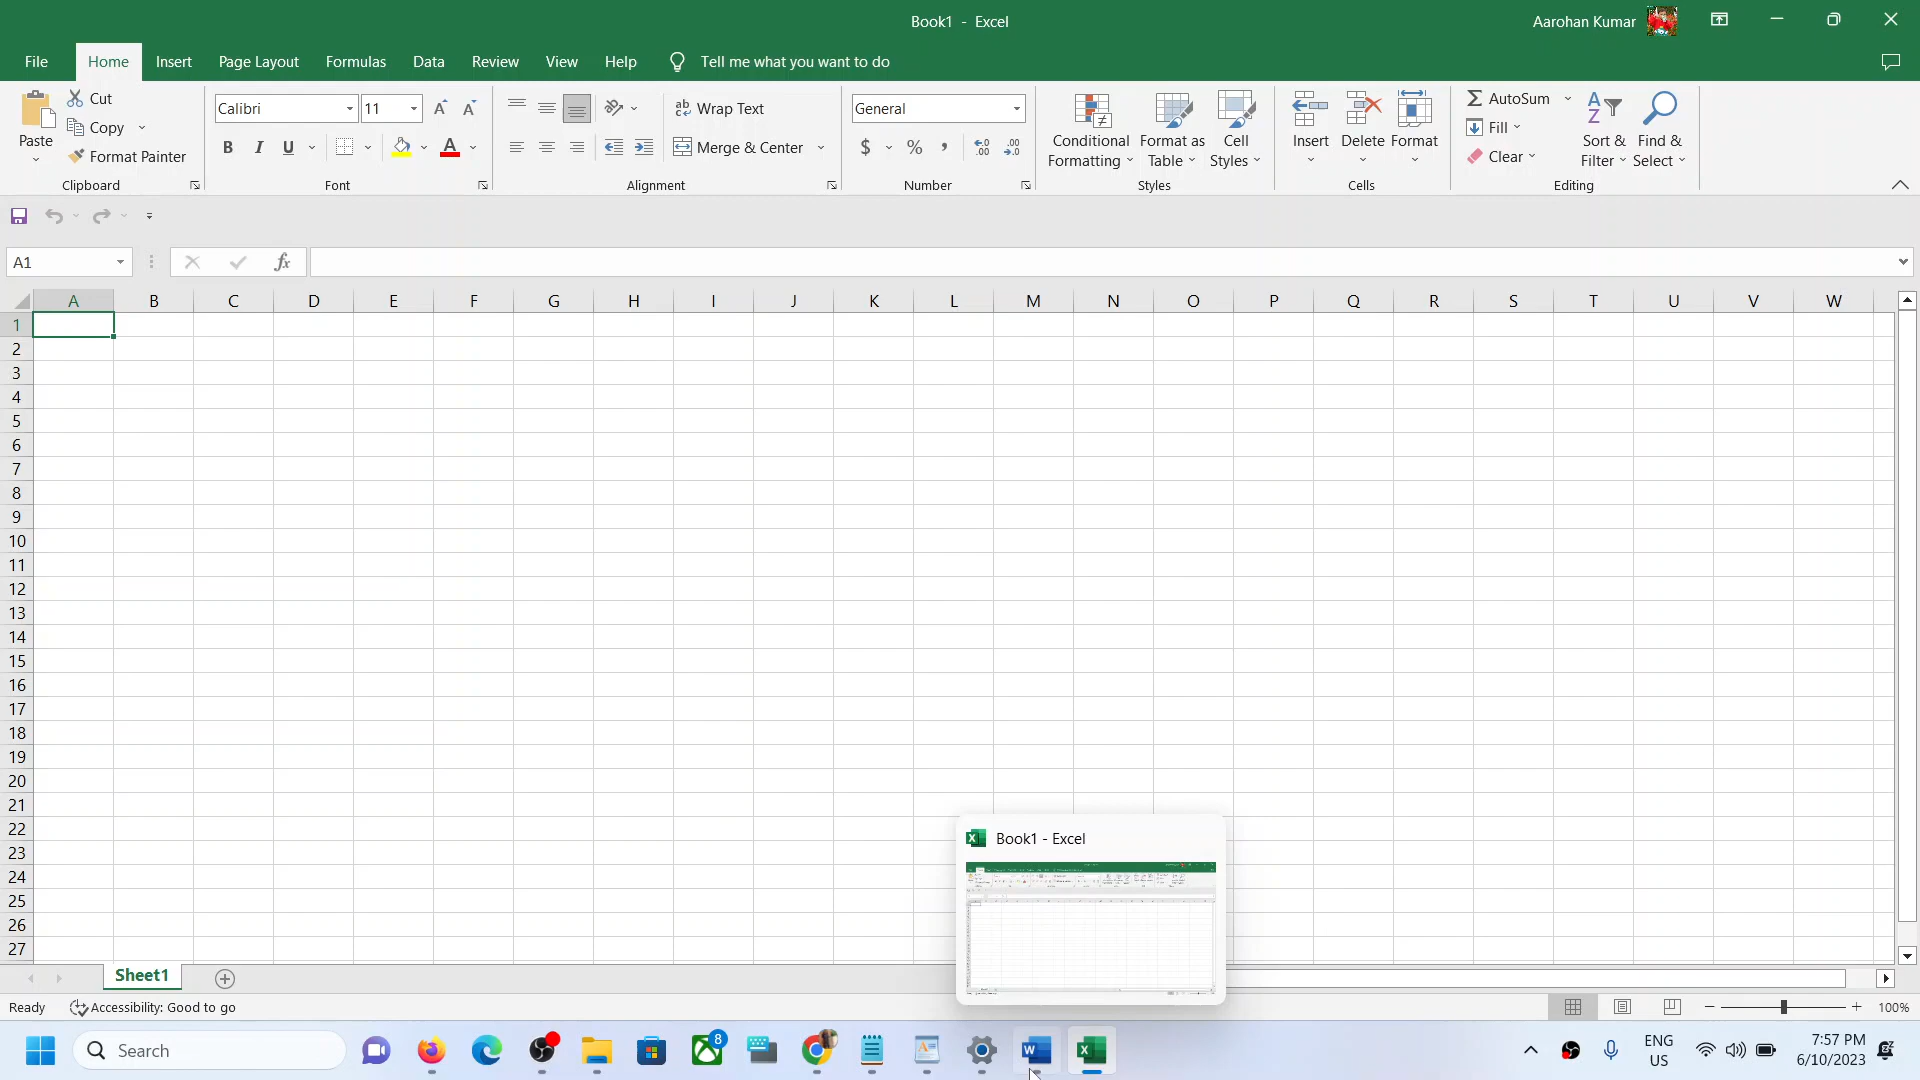 Book1 - Excel
Aarohan Kumar
File Home Insert Page Layout Formulas Data Review View Help Tell me what you want to do
Paste
Cut
Copy
Format Painter
Clipboard
Calibri 11
B I U
Font
Wrap Text
Merge & Center
Alignment
General
$ % ,
Number
Conditional Formatting
Format as Table
Cell Styles
Styles
Insert Delete Format
Cells
AutoSum
Fill
Clear
Sort & Filter
Find & Select
Editing
A1
fx
A B C D E F G H I J K L M N O P Q R S T U V W
1
2
3
4
5
6
7
8
9
10
11
12
13
14
15
16
17
18
19
20
21
22
23
24
25
26
27
Book1 - Excel
Sheet1
Ready Accessibility: Good to go
100%
Search
8
ENG
US
7:57 PM
6/10/2023